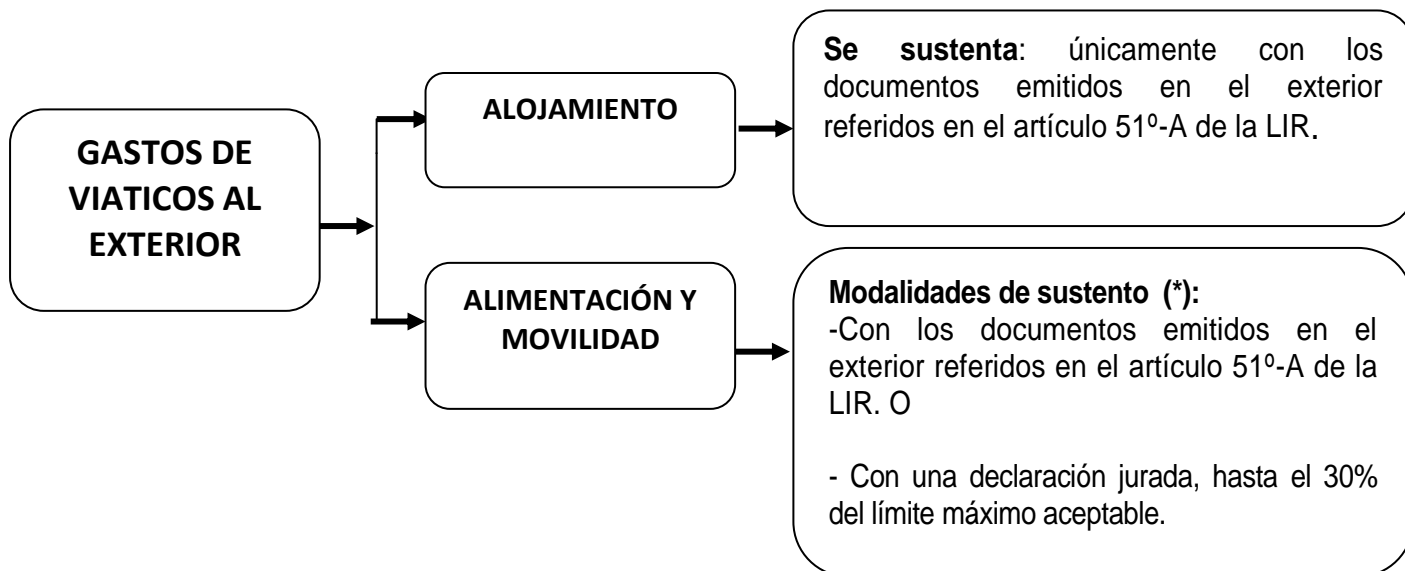 GASTOS DE
VIATICOS AL
EXTERIOR
ALOJAMIENTO
Se sustenta: únicamente con los
documentos emitidos en el exterior
referidos en el artículo 51º-A de la LIR.
ALIMENTACIÓN Y
MOVILIDAD
Modalidades de sustento (*):
-Con los documentos emitidos en el
exterior referidos en el artículo 51º-A de la
LIR. O
- Con una declaración jurada, hasta el 30%
del límite máximo aceptable.